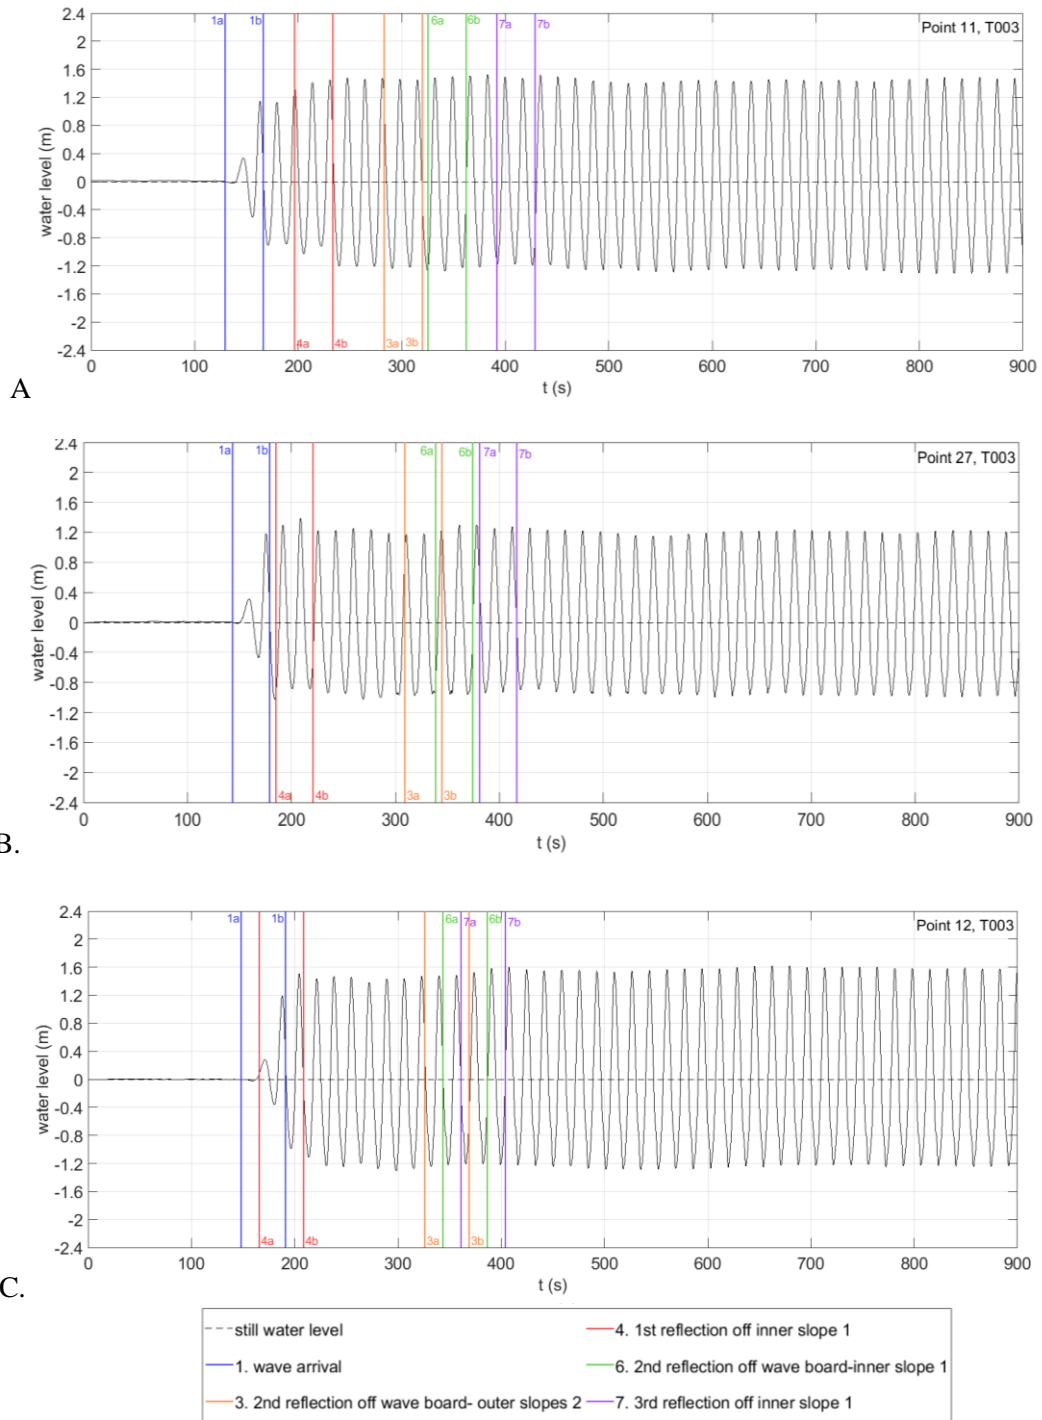 2.4
2
1.6
1.2
0.8
0.4
0
-0.4
-0.8
-1.2
-1.6
-2
-2.4
water level (m)
1a 1b 6a 6b 7a 7b
Point 11, T003
4a 4b 3a 3b
0 100 200 300 400 500 600 700 800 900
t (s)
A
2.4
2
1.6
1.2
0.8
0.4
0
-0.4
-0.8
-1.2
-1.6
-2
-2.4
water level (m)
1a 1b 6a 6b 7a 7b
Point 27, T003
4a 4b 3a 3b
0 100 200 300 400 500 600 700 800 900
t (s)
B.
2.4
2
1.6
1.2
0.8
0.4
0
-0.4
-0.8
-1.2
-1.6
-2
-2.4
water level (m)
1a 1b 6a 7a 6b 7b
Point 12, T003
4a 4b 3a 3b
0 100 200 300 400 500 600 700 800 900
t (s)
C.
still water level
1. wave arrival
3. 2nd reflection off wave board- outer slopes 2
4. 1st reflection off inner slope 1
6. 2nd reflection off wave board-inner slope 1
7. 3rd reflection off inner slope 1